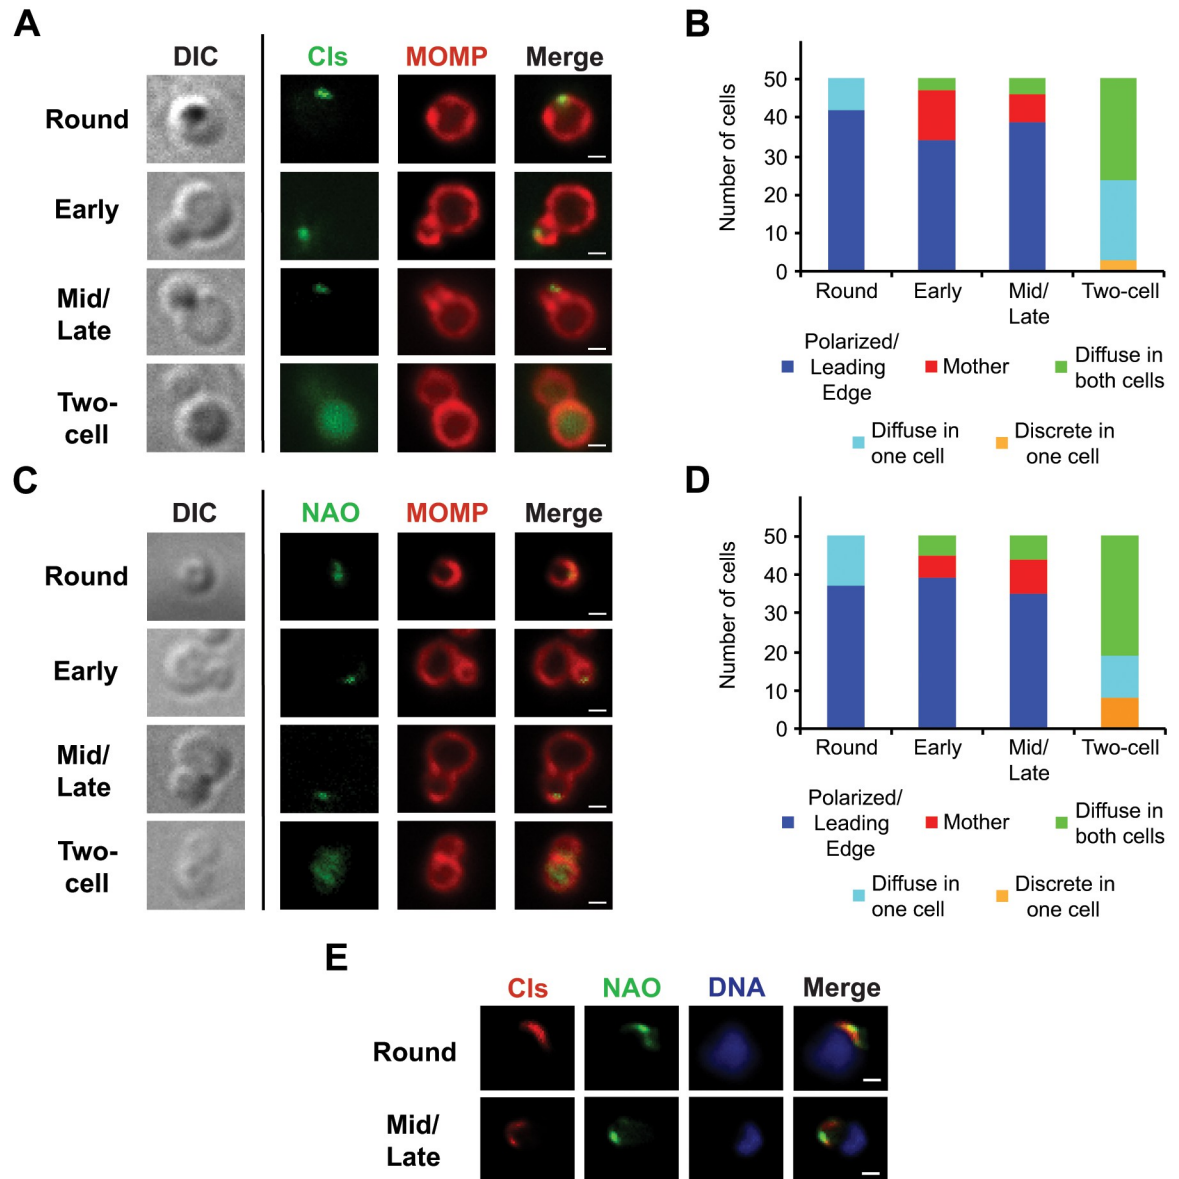 A
DIC
Cls
MOMP
Merge
Round
Early
Mid/
Late
Two-
cell
B
Number of cells
50
40
30
20
10
0
Round
Early
Mid/
Late
Two-cell
Polarized/
Leading
Edge
Mother
Diffuse in
both cells
Diffuse in
one cell
Discrete in
one cell
C
DIC
NAO
MOMP
Merge
Round
Early
Mid/
Late
Two-
cell
D
Number of cells
50
40
30
20
10
0
Round
Early
Mid/
Late
Two-cell
Polarized/
Leading
Edge
Mother
Diffuse in
both cells
Diffuse in
one cell
Discrete in
one cell
E
Cls
NAO
DNA
Merge
Round
Mid/
Late